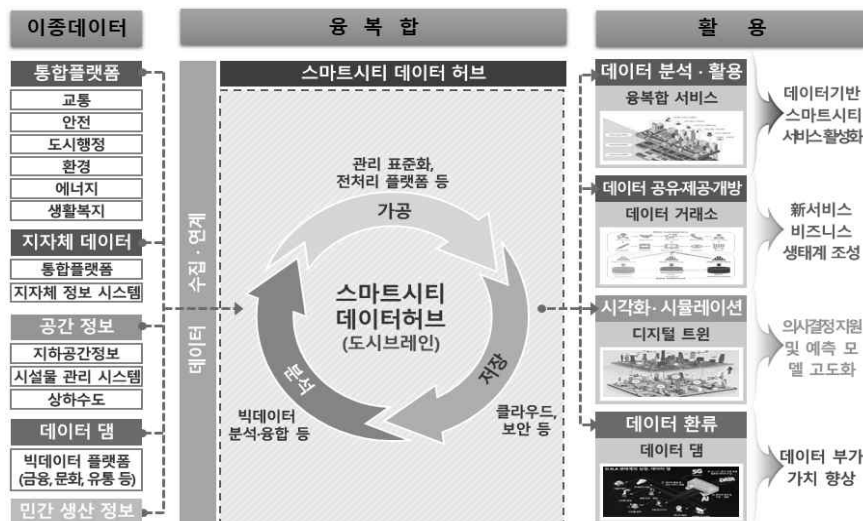 이종데이터
융 복 합
활 용
통합플랫폼
교통
안전
도시행정
환경
에너지
생활복지
지자체 데이터
통합플랫폼
지자체 정보 시스템
공간 정보
지하공간정보
시설물 관리 시스템
상하수도
데이터 댐
빅데이터 플랫폼
(금융, 문화, 유통 등)
민간 생산 정보
데이터 수집·연계
스마트시티 데이터 허브
관리 표준화,
전처리 플랫폼 등
가공
스마트시티
데이터허브
(도시브레인)
분석
저장
빅데이터
분석·융합 등
클라우드,
보안 등
데이터 분석·활용
융복합 서비스
데이터기반
스마트시티
서비스활성화
데이터 공유·제공·개방
데이터 거래소
新서비스
비즈니스
생태계 조성
시각화·시뮬레이션
디지털 트윈
의사결정지원
및 예측 모
델 고도화
데이터 환류
데이터 댐
데이터 부가
가치 향상